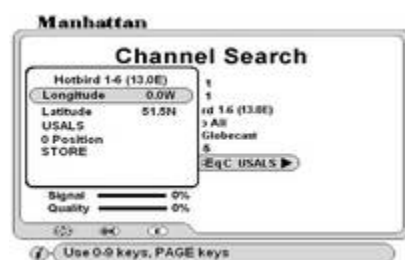 Manhattan
Channel Search
Hotbird 1-6 (13.0E)
Longitude 0.0W
Latitude 51.5N
USALS
0 Position
STORE
1
1
rd 1.6 (13.0E)
All
Globecast
EqC USALS
Signal 0%
Quality 0%
Use 0-9 keys, PAGE keys